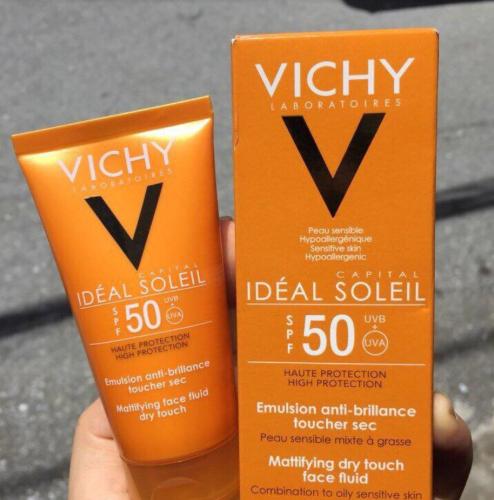 VICHY
LABORATOIRES
V
CAPITAL
IDÉAL SOLEIL
SPF 50 UVB + UVA
HAUTE PROTECTION
HIGH PROTECTION
Emulsion anti-brillance
toucher sec
Mattifying face fluid
dry touch
VICHY
LABORATOIRES
V
Peau sensible
Hypoallergénique
Sensitive skin
Hypoallergenic
CAPITAL
IDÉAL SOLEIL
SPF 50 UVB + UVA
HAUTE PROTECTION
HIGH PROTECTION
Emulsion anti-brillance
toucher sec
Peau sensible mixte à grasse
Mattifying dry touch
face fluid
Combination to oily sensitive skin